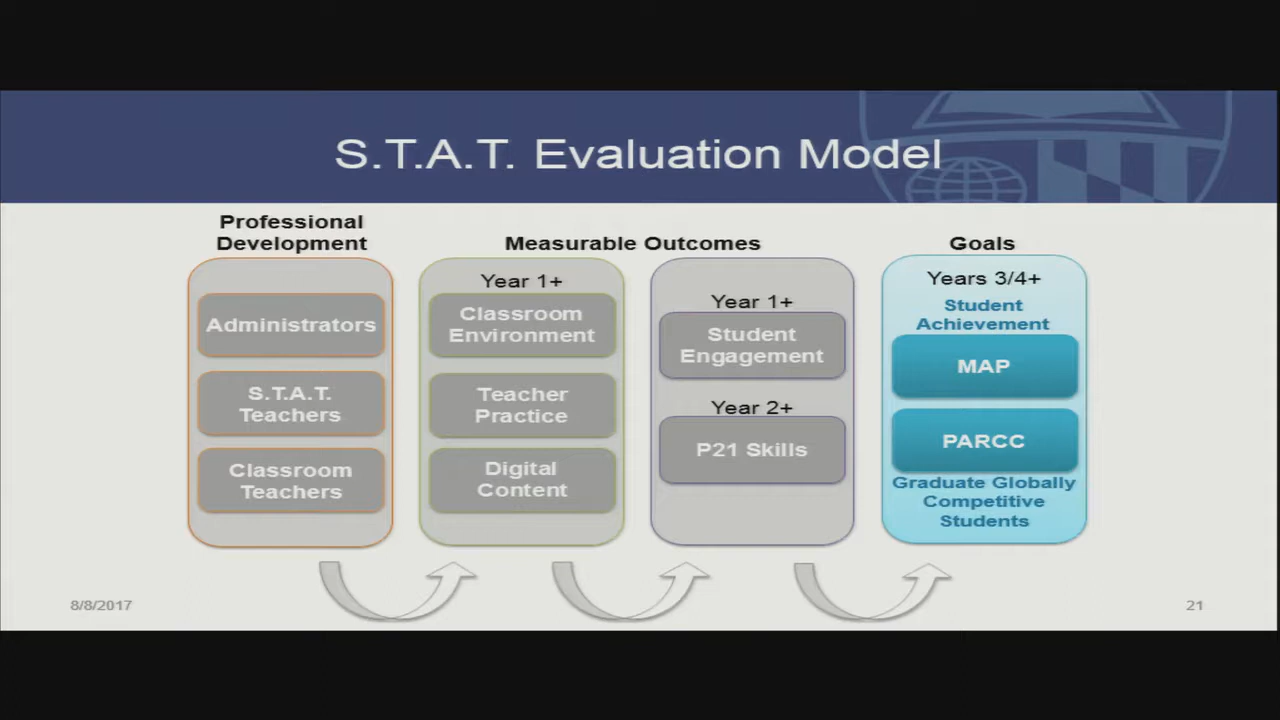 S.T.A.T. Evaluation Model
Professional
Development
Administrators
S.T.A.T.
Teachers
Classroom
Teachers
Measurable Outcomes
Year 1+
Classroom
Environment
Teacher
Practice
Digital
Content
Year 1+
Student
Engagement
Year 2+
P21 Skills
Goals
Years 3/4+
Student
Achievement
MAP
PARCC
Graduate Globally
Competitive
Students
8/8/2017
21